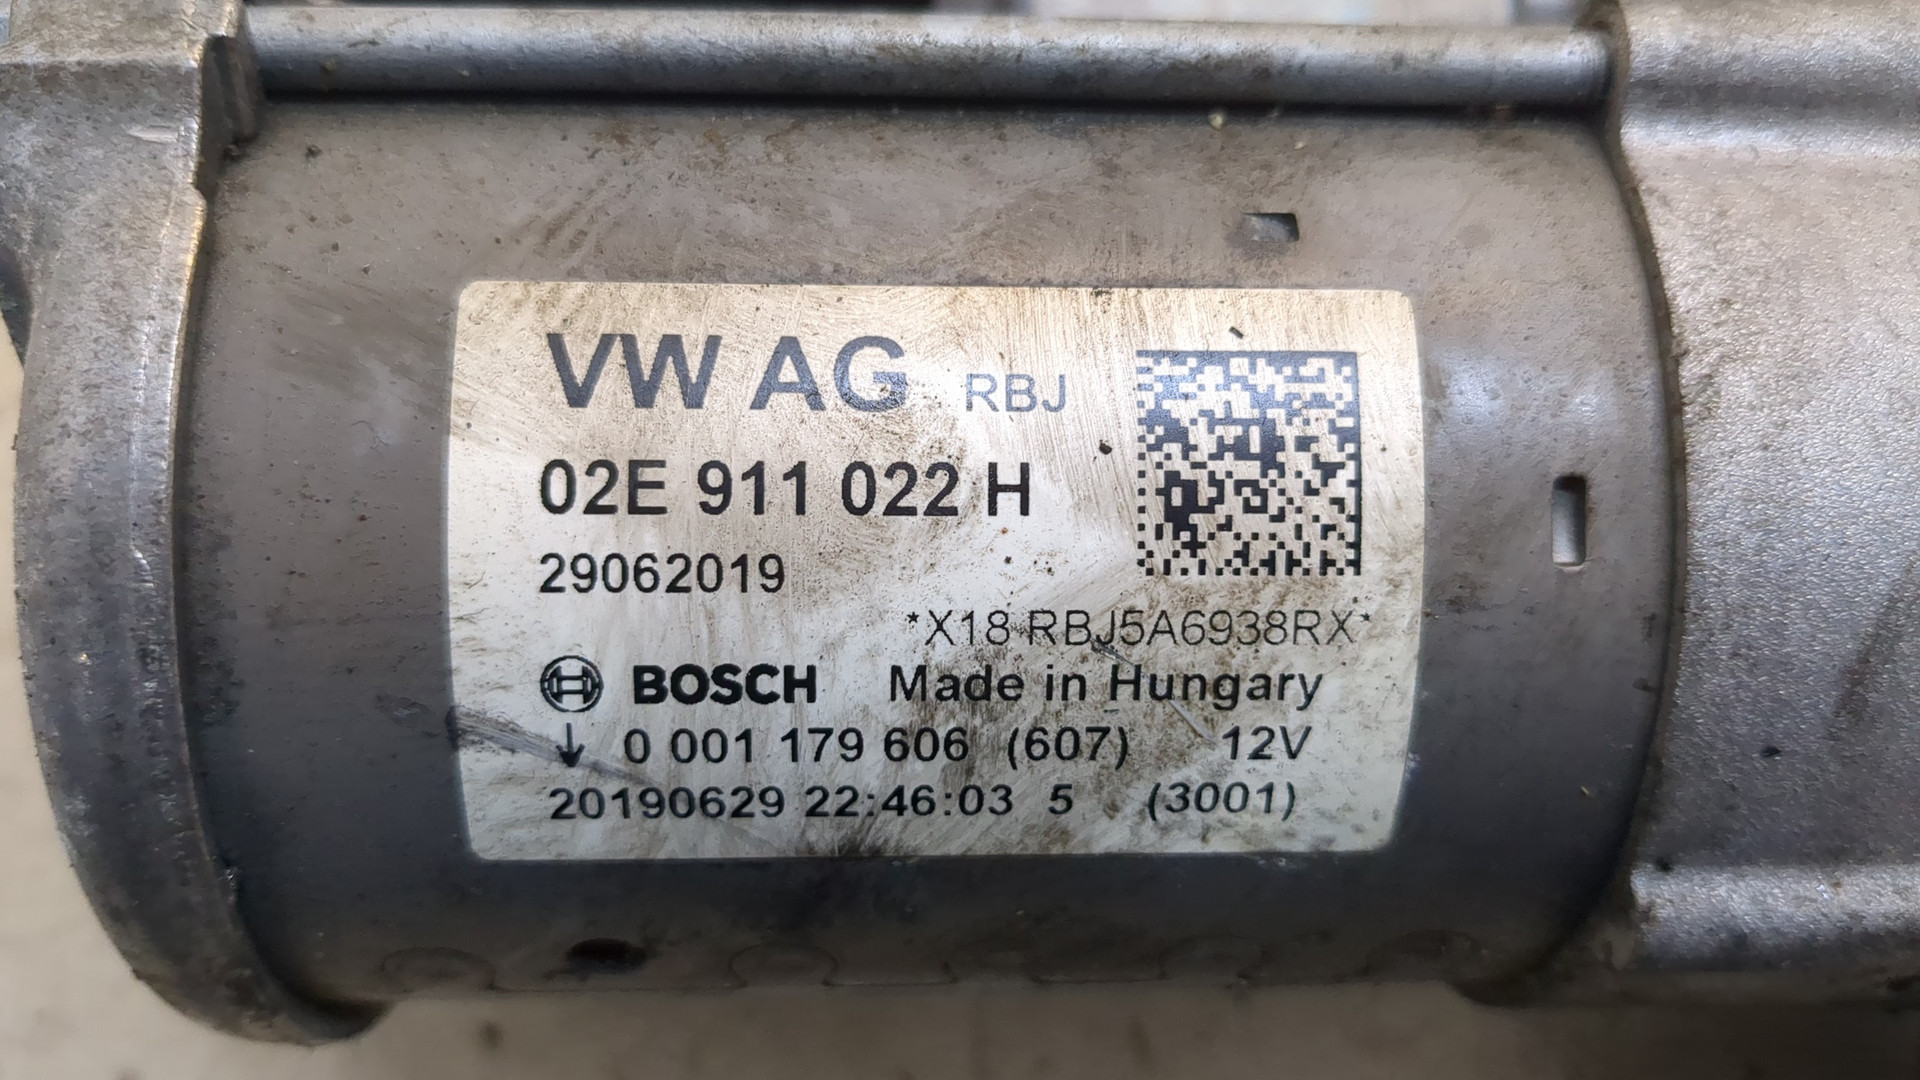 VW AG RBJ
02E 911 022 H
29062019
*X18 RBJ5A6938RX*
BOSCH Made in Hungary
↓ 0 001 179 606 (607) 12V
20190629 22:46:03 5 (3001)